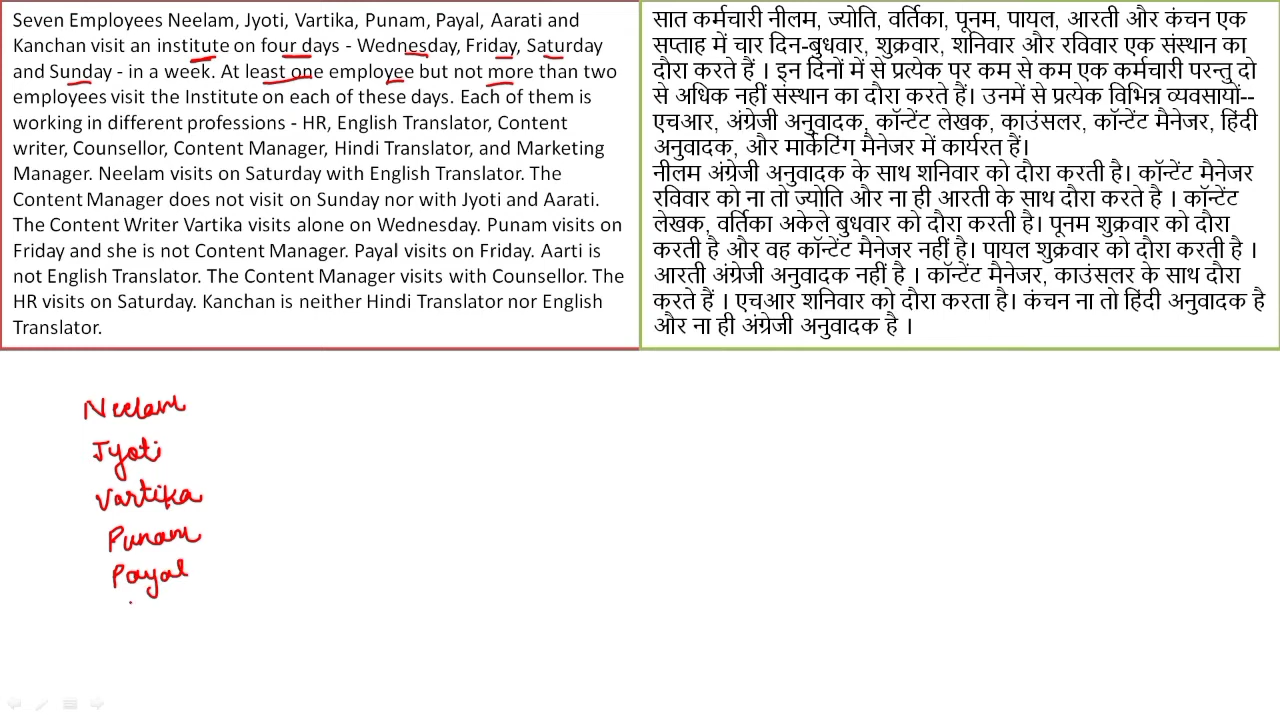 Seven Employees Neelam, Jyoti, Vartika, Punam, Payal, Aarati and
Kanchan visit an institute on four days - Wednesday, Friday, Saturday
and Sunday - in a week. At least one employee but not more than two
employees visit the Institute on each of these days. Each of them is
working in different professions - HR, English Translator, Content
writer, Counsellor, Content Manager, Hindi Translator, and Marketing
Manager. Neelam visits on Saturday with English Translator. The
Content Manager does not visit on Sunday nor with Jyoti and Aarati.
The Content Writer Vartika visits alone on Wednesday. Punam visits on
Friday and she is not Content Manager. Payal visits on Friday. Aarti is
not English Translator. The Content Manager visits with Counsellor. The
HR visits on Saturday. Kanchan is neither Hindi Translator nor English
Translator.
सात कर्मचारी नीलम, ज्योति, वर्तिका, पूनम, पायल, आरती और कंचन एक
सप्ताह में चार दिन-बुधवार, शुक्रवार, शनिवार और रविवार एक संस्थान का
दौरा करते हैं । इन दिनों में से प्रत्येक पर कम से कम एक कर्मचारी परन्तु दो
से अधिक नहीं संस्थान का दौरा करते हैं। उनमें से प्रत्येक विभिन्न व्यवसायों--
एचआर, अंग्रेजी अनुवादक, कॉन्टेंट लेखक, काउंसलर, कॉन्टेंट मैनेजर, हिंदी
अनुवादक, और मार्केटिंग मैनेजर में कार्यरत हैं।
नीलम अंग्रेजी अनुवादक के साथ शनिवार को दौरा करती है। कॉन्टेंट मैनेजर
रविवार को ना तो ज्योति और ना ही आरती के साथ दौरा करते है । कॉन्टेंट
लेखक, वर्तिका अकेले बुधवार को दौरा करती है। पूनम शुक्रवार को दौरा
करती है और वह कॉन्टेंट मैनेजर नहीं है। पायल शुक्रवार को दौरा करती है ।
आरती अंग्रेजी अनुवादक नहीं है । कॉन्टेंट मैनेजर, काउंसलर के साथ दौरा
करते हैं । एचआर शनिवार को दौरा करता है। कंचन ना तो हिंदी अनुवादक है
और ना ही अंग्रेजी अनुवादक है ।
Neelam
Jyoti
Vartika
Punam
Payal